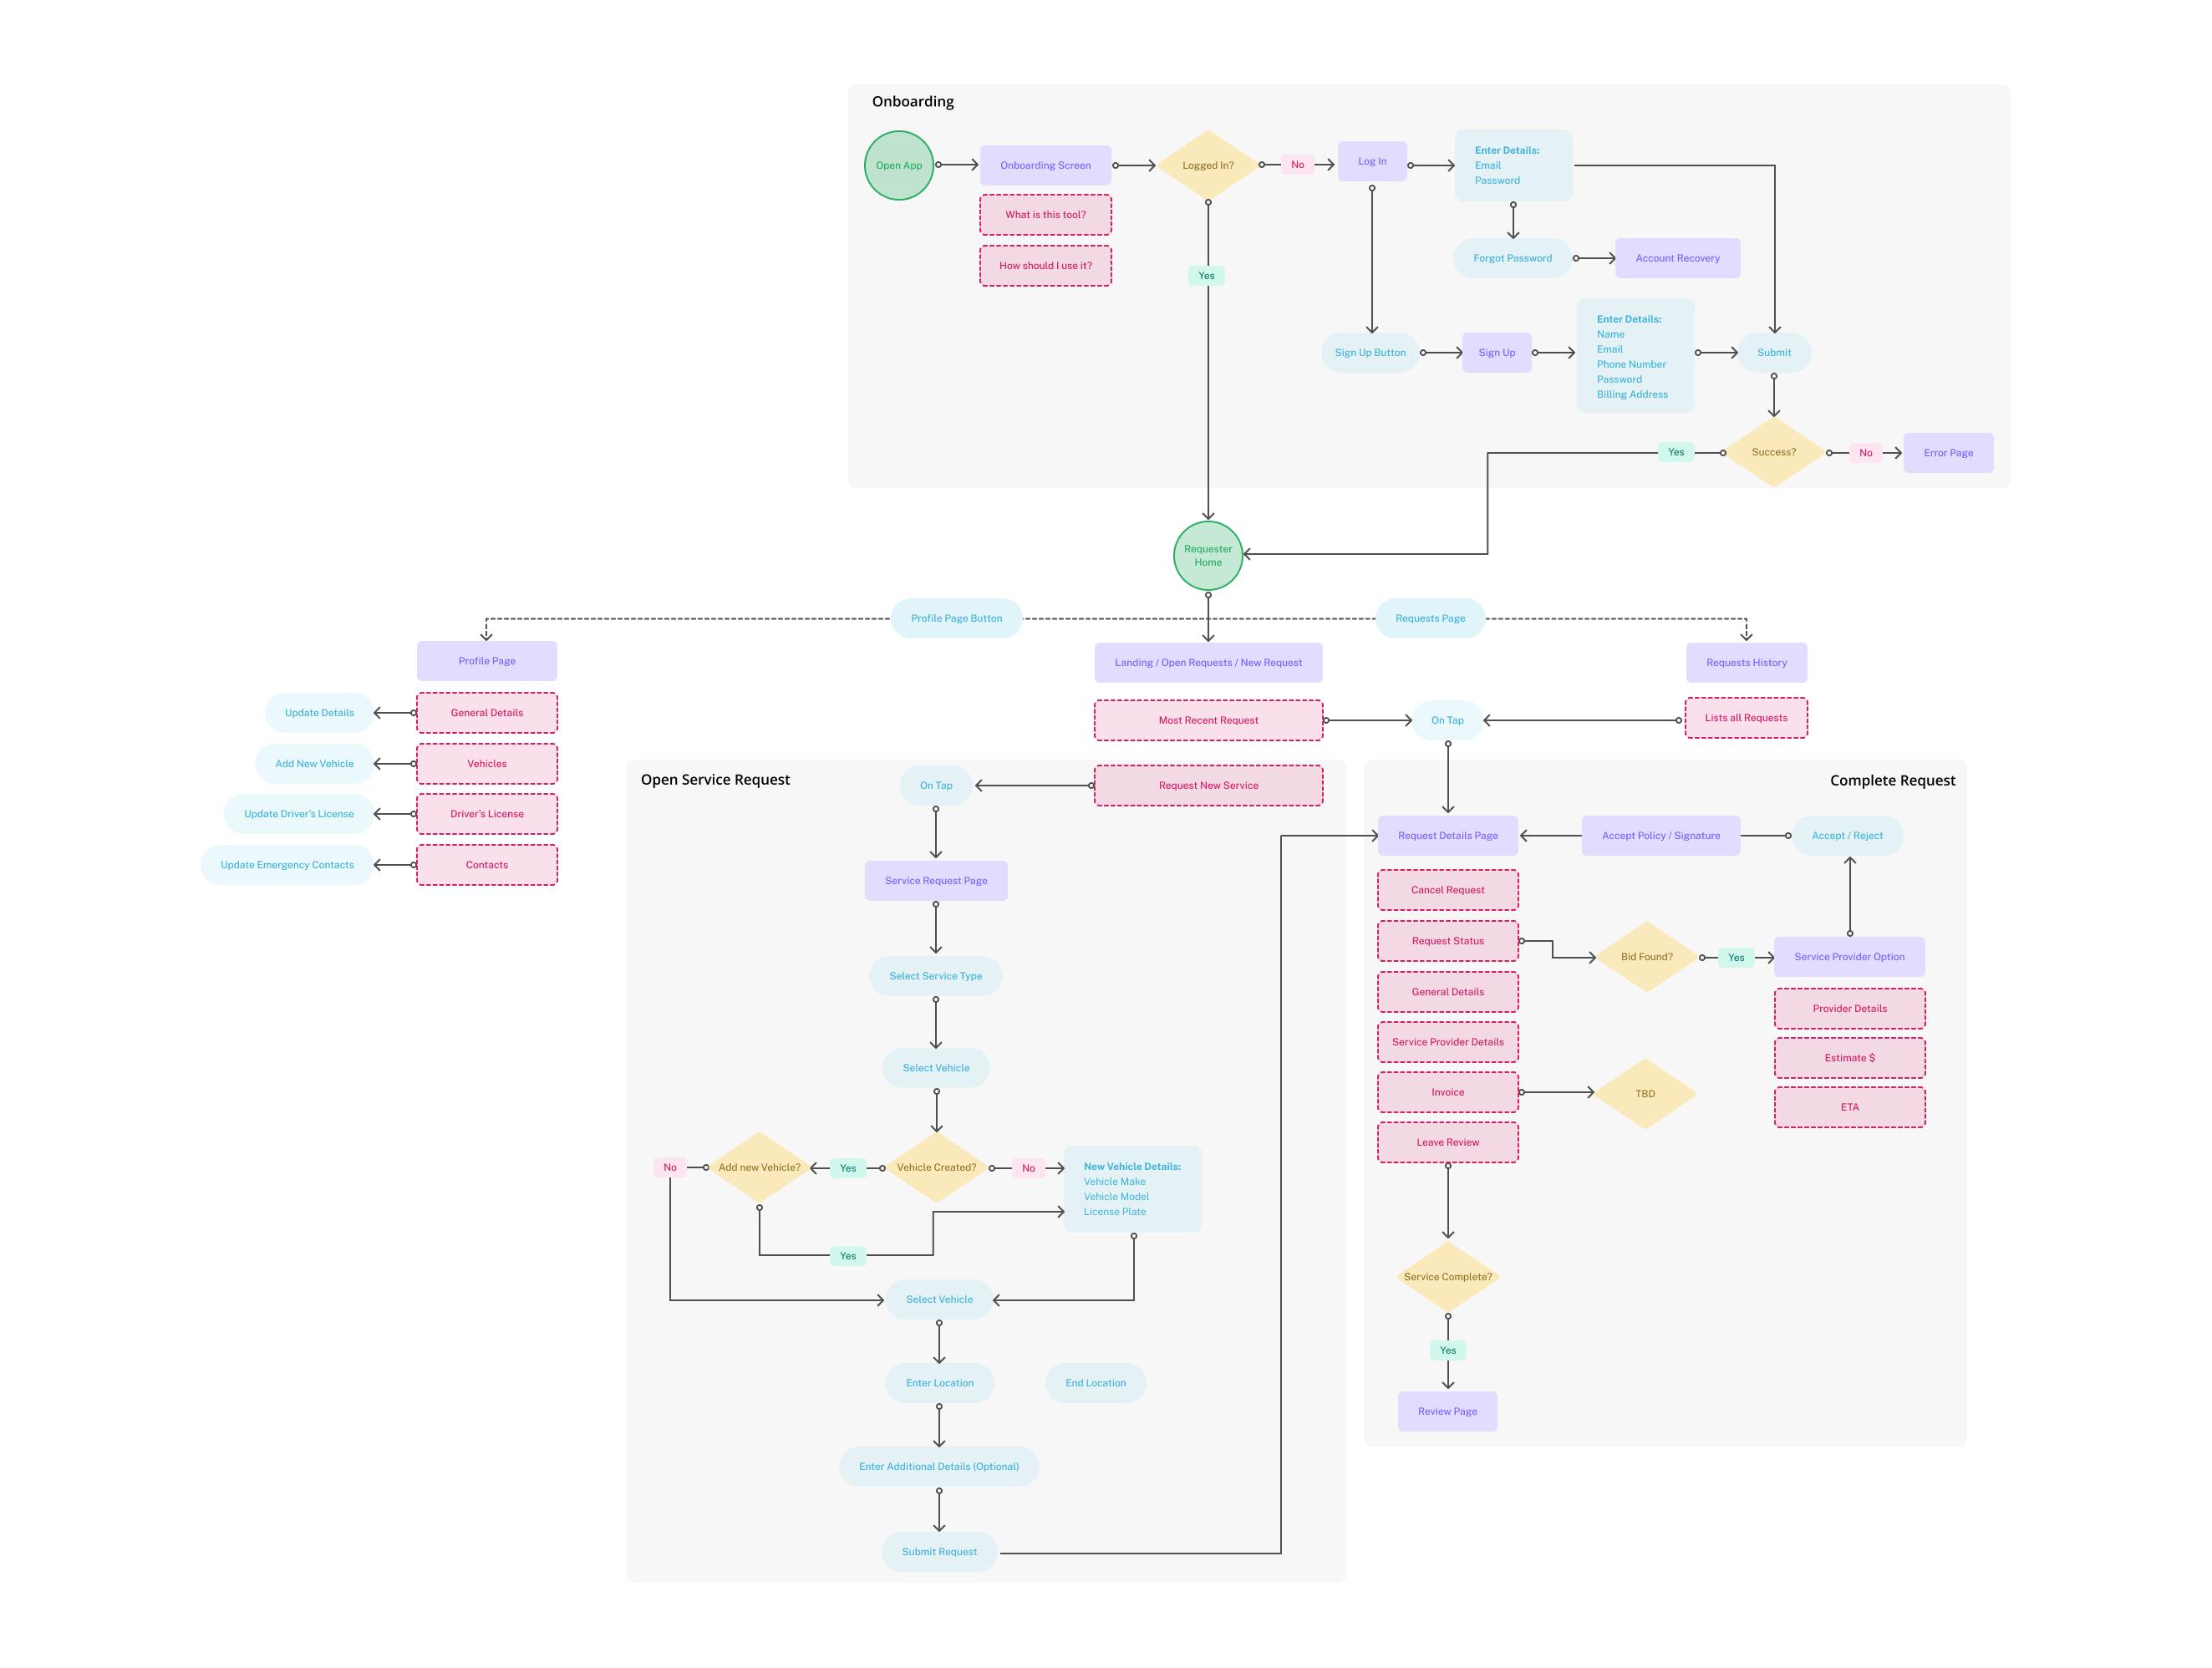 Onboarding
Open App
Onboarding Screen
What is this tool?
How should I use it?
Logged In?
No
Yes
Log In
Enter Details:
Email
Password
Forgot Password
Account Recovery
Sign Up Button
Sign Up
Enter Details:
Name
Email
Phone Number
Password
Billing Address
Submit
Success?
Yes
No
Error Page
Requester
Home
Profile Page Button
Requests Page
Profile Page
General Details
Update Details
Vehicles
Add New Vehicle
Driver's License
Update Driver's License
Contacts
Update Emergency Contacts
Landing / Open Requests / New Request
Most Recent Request
On Tap
Requests History
Lists all Requests
Request New Service
Open Service Request
On Tap
Service Request Page
Select Service Type
Select Vehicle
Vehicle Created?
Yes
No
Add new Vehicle?
No
Yes
New Vehicle Details:
Vehicle Make
Vehicle Model
License Plate
Select Vehicle
Enter Location
End Location
Enter Additional Details (Optional)
Submit Request
Complete Request
Request Details Page
Accept Policy / Signature
Accept / Reject
Cancel Request
Request Status
Bid Found?
Yes
Service Provider Option
General Details
Provider Details
Service Provider Details
Estimate $
Invoice
TBD
ETA
Leave Review
Service Complete?
Yes
Review Page